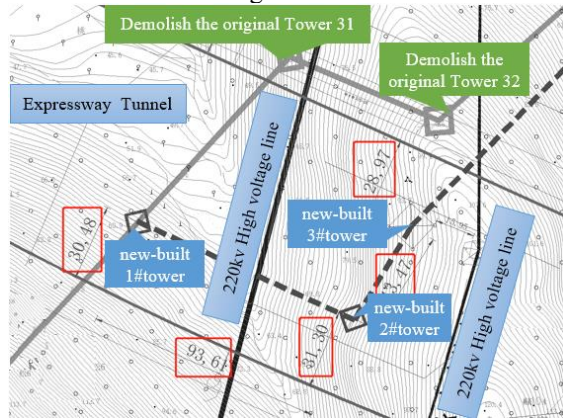 Demolish the original Tower 31
Demolish the
original Tower 32
Expressway Tunnel
220kv High voltage line
28,97
30,48
new-built
1#tower
new-built
3#tower
new-built
2#tower
31,30
93,61
220kv High voltage line